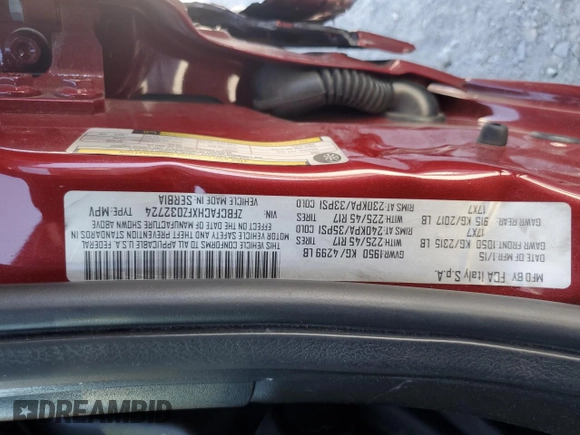 MFD BY FCA Italy S.p.A.
DATE OF MFR 1/15
GAWR FRONT 1050 KG/2315 LB
17X7
GAWR REAR 915 KG/2017 LB
17X7
GVWR 1950 KG/4299 LB
WITH 225/45 R17 TIRES
RIMS AT 240KPA/35PSI COLD
WITH 225/45 R17 TIRES
RIMS AT 230KPA/33PSI COLD
THIS VEHICLE CONFORMS TO ALL APPLICABLE U.S.A. FEDERAL
MOTOR VEHICLE SAFETY AND THEFT PREVENTION STANDARDS IN
EFFECT ON THE DATE OF MANUFACTURE SHOWN ABOVE
VIN: ZFBCFACHXFZ032724 TYPE: MPV
VEHICLE MADE IN SERBIA
DREAMBID